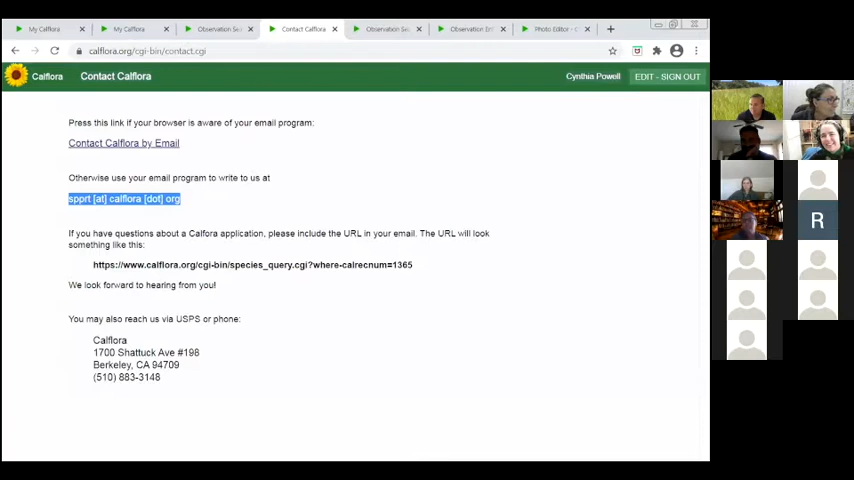 My Calflora
My Calflora
Observation Sea
Contact Calflora
Observation Sea
Observation En
Photo Editor - C
calflora.org/cgi-bin/contact.cgi
Calflora
Contact Calflora
Cynthia Powell
EDIT - SIGN OUT
Press this link if your browser is aware of your email program:
Contact Calflora by Email
Otherwise use your email program to write to us at
spprt [at] calflora [dot] org
If you have questions about a Calfora application, please include the URL in your email. The URL will look
something like this:
https://www.calflora.org/cgi-bin/species_query.cgi?where-calrecnum=1365
We look forward to hearing from you!
You may also reach us via USPS or phone:
Calflora
1700 Shattuck Ave #198
Berkeley, CA 94709
(510) 883-3148
R